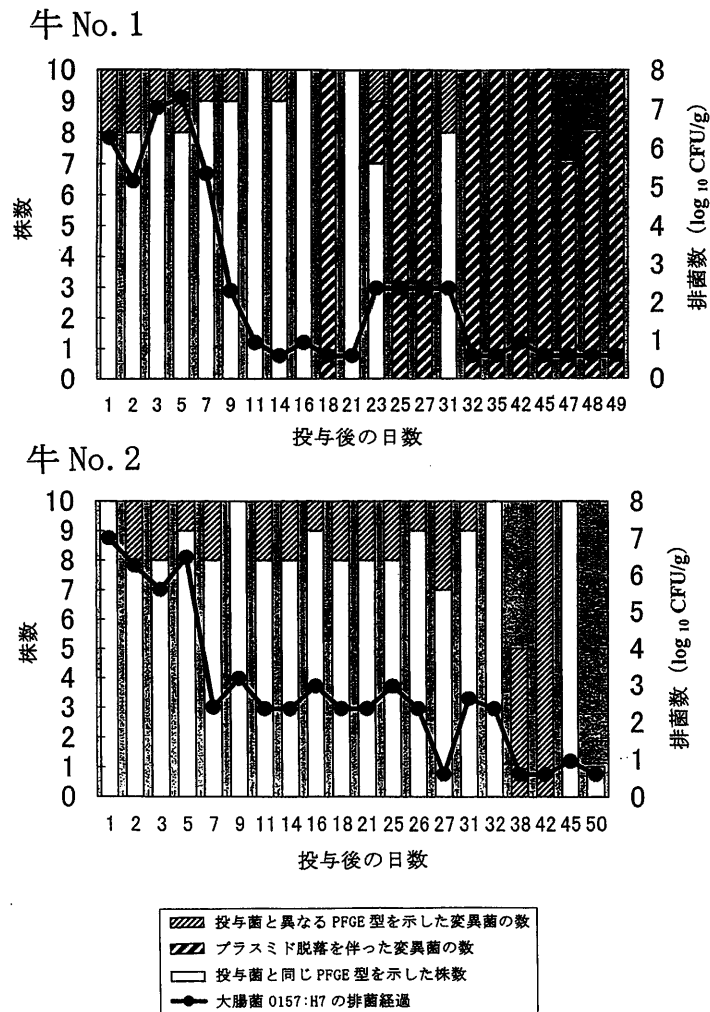 牛 No. 1
10
9
8
7
6
5
4
3
2
1
0
株数
8
7
6
5
4
3
2
1
0
排菌数 (log 10 CFU/g)
1 2 3 5 7 9 11 14 16 18 21 23 25 27 31 32 35 42 45 47 48 49
投与後の日数
牛 No. 2
10
9
8
7
6
5
4
3
2
1
0
株数
8
7
6
5
4
3
2
1
0
排菌数 (log 10 CFU/g)
1 2 3 5 7 9 11 14 16 18 21 25 26 27 31 32 38 42 45 50
投与後の日数
投与菌と異なる PFGE 型を示した変異菌の数
プラスミド脱落を伴った変異菌の数
投与菌と同じ PFGE 型を示した株数
大腸菌 O157:H7 の排菌経過